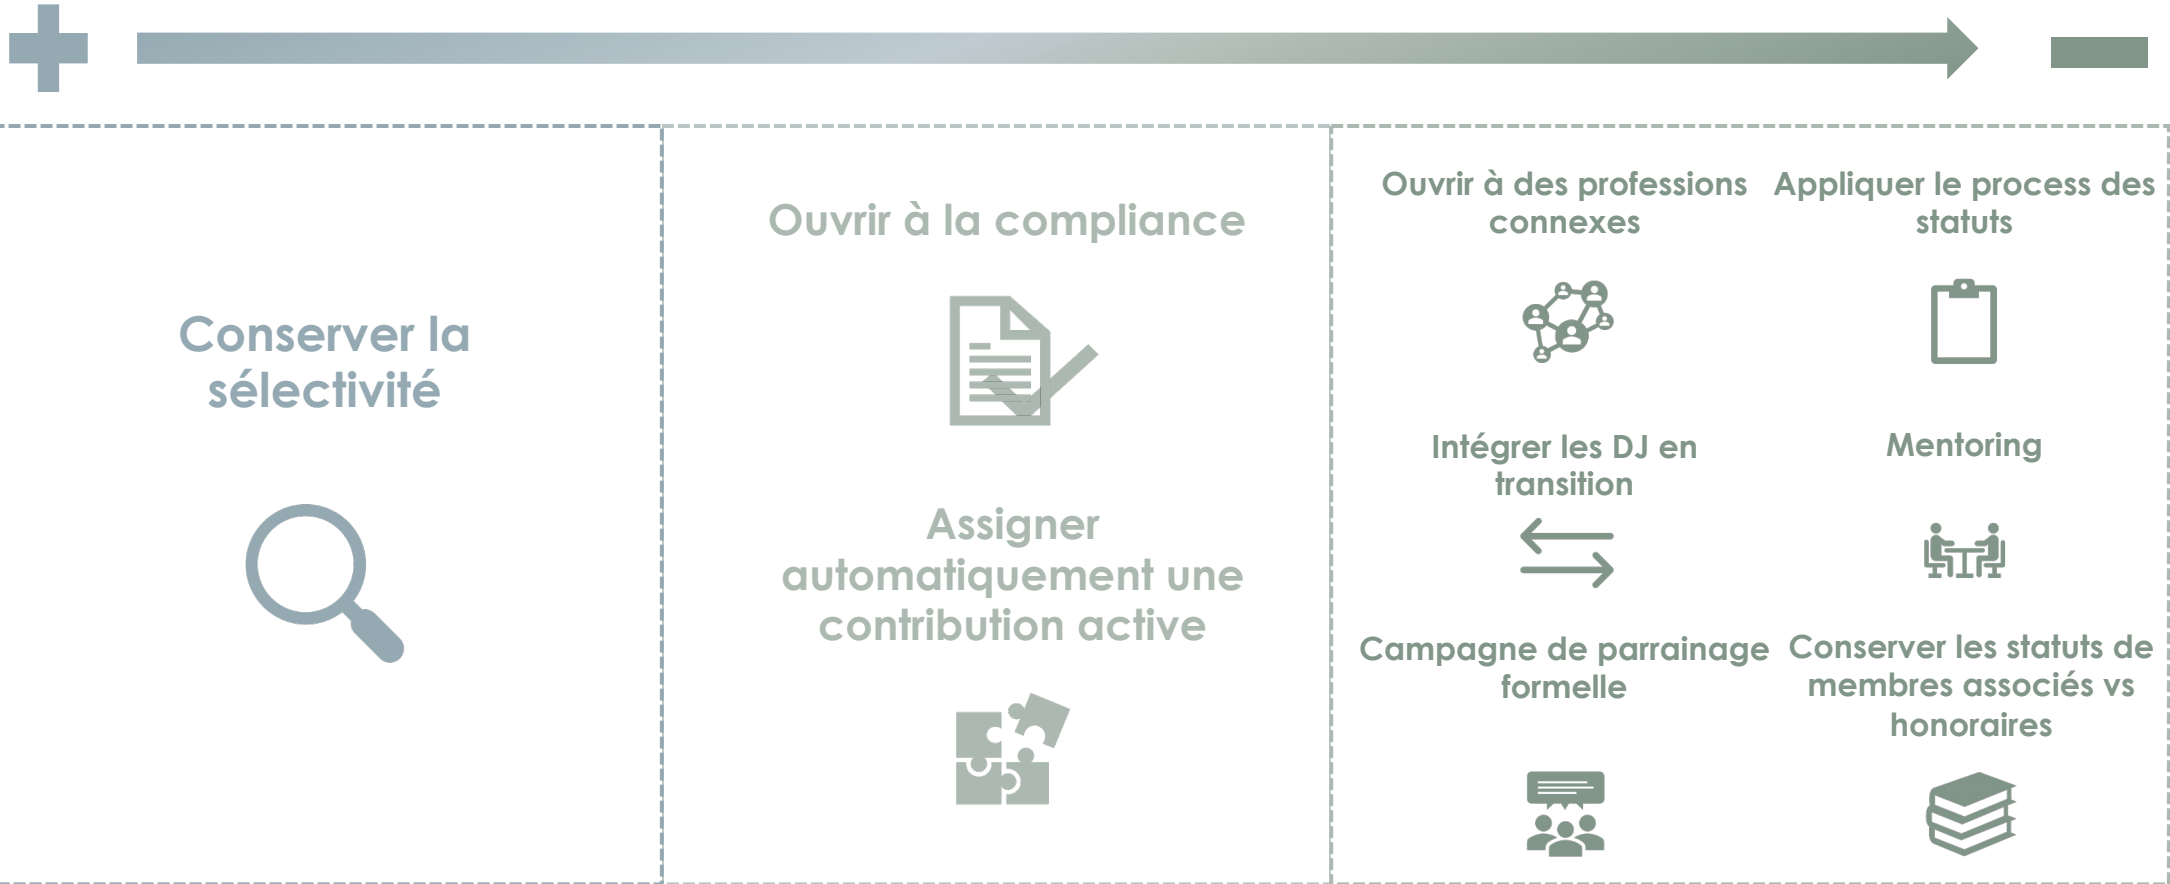 Conserver la
sélectivité
Ouvrir à la compliance
Assigner
automatiquement une
contribution active
Ouvrir à des professions
connexes
Appliquer le process des
statuts
Intégrer les DJ en
transition
Mentoring
Campagne de parrainage
formelle
Conserver les statuts de
membres associés vs
honoraires